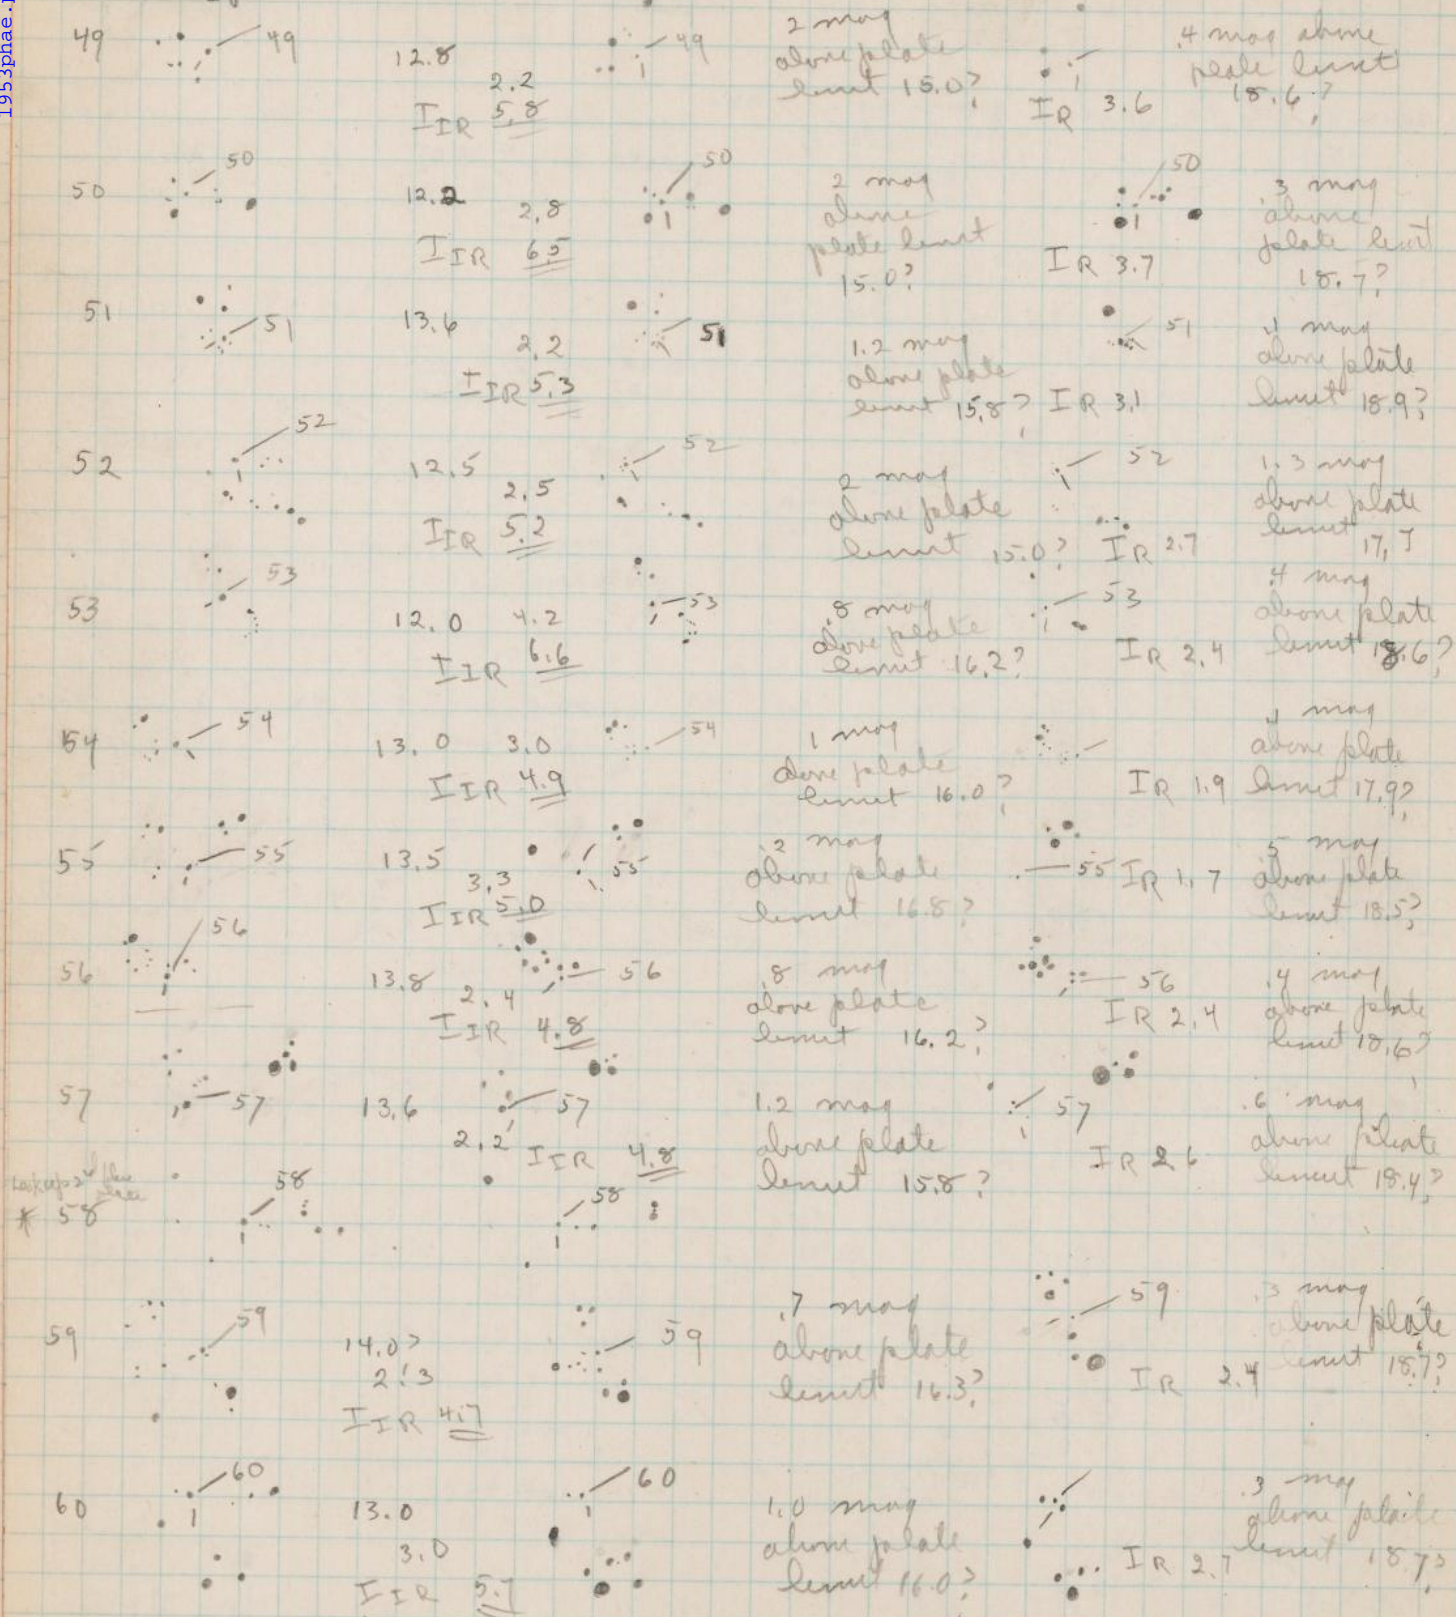 1953phae.
49 49 12.8 2.2 I IR 5.8 49 2 mag above plate limit 15.0? I R 3.6 .4 mag above plate limit 18.6?
50 50 12.2 2.8 I IR 6.5 50 2 mag above plate limit 15.0? 50 I R 3.7 .3 mag above plate limit 18.7?
51 51 13.6 2.2 I IR 5.3 51 1.2 mag above plate limit 15.8? 51 I R 3.1 .1 mag above plate limit 18.9?
52 52 12.5 2.5 I IR 5.2 52 2 mag above plate limit 15.0? 52 I R 2.7 1.3 mag above plate limit 17.7
53 53 12.0 4.2 I IR 6.6 53 .8 mag above plate limit 16.2? 53 I R 2.4 .4 mag above plate limit 18.6?
54 54 13.0 3.0 I IR 4.9 54 1 mag above plate limit 16.0? I R 1.9 mag above plate limit 17.9?
55 55 13.5 3.3 I IR 5.0 55 .2 mag above plate limit 16.8? 55 I R 1.7 .5 mag above plate limit 18.5?
56 56 13.8 2.4 I IR 4.8 56 .8 mag above plate limit 16.2? 56 I R 2.4 .4 mag above plate limit 18.6?
57 57 13.6 2.2 I IR 4.8 57 1.2 mag above plate limit 15.8? 57 I R 2.6 .6 mag above plate limit 18.4?
* 58 58 58
59 59 14.0? 2.3 I IR 4.7 59 .7 mag above plate limit 16.3? 59 I R 2.4 .3 mag above plate limit 18.7?
60 60 13.0 3.0 I IR 5.7 60 1.0 mag above plate limit 16.0? I R 2.7 .3 mag above plate limit 18.7?